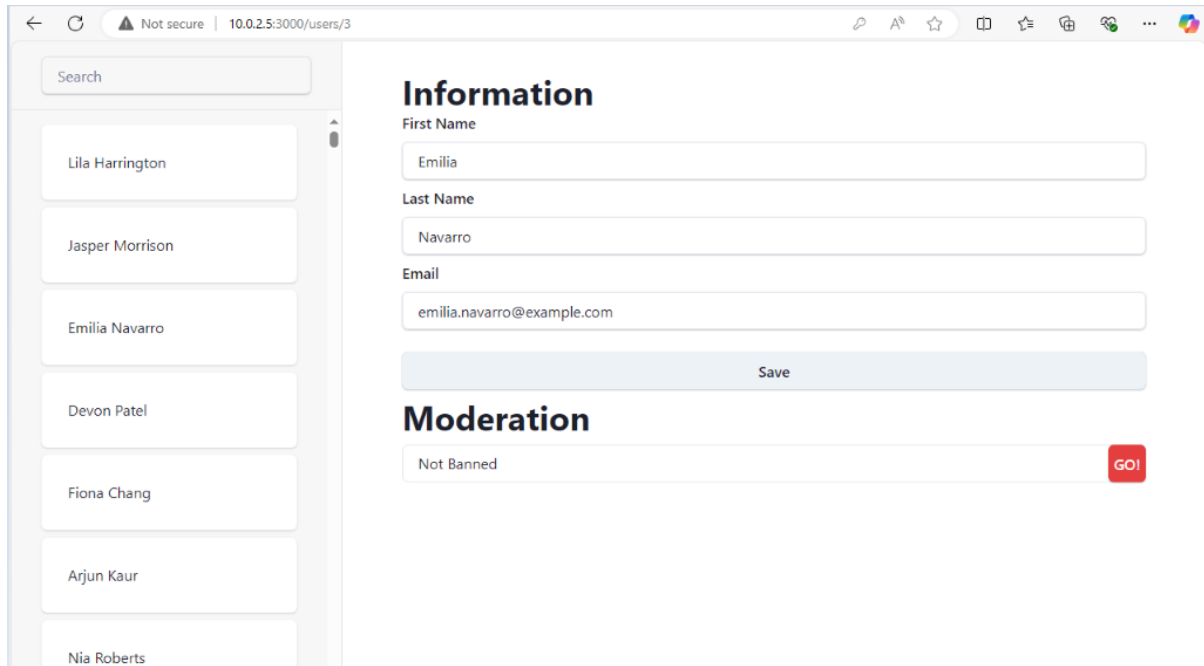 Not secure
10.0.2.5:3000/users/3
Search
Lila Harrington
Jasper Morrison
Emilia Navarro
Devon Patel
Fiona Chang
Arjun Kaur
Nia Roberts
Information
First Name
Emilia
Last Name
Navarro
Email
emilia.navarro@example.com
Save
Moderation
Not Banned
GO!